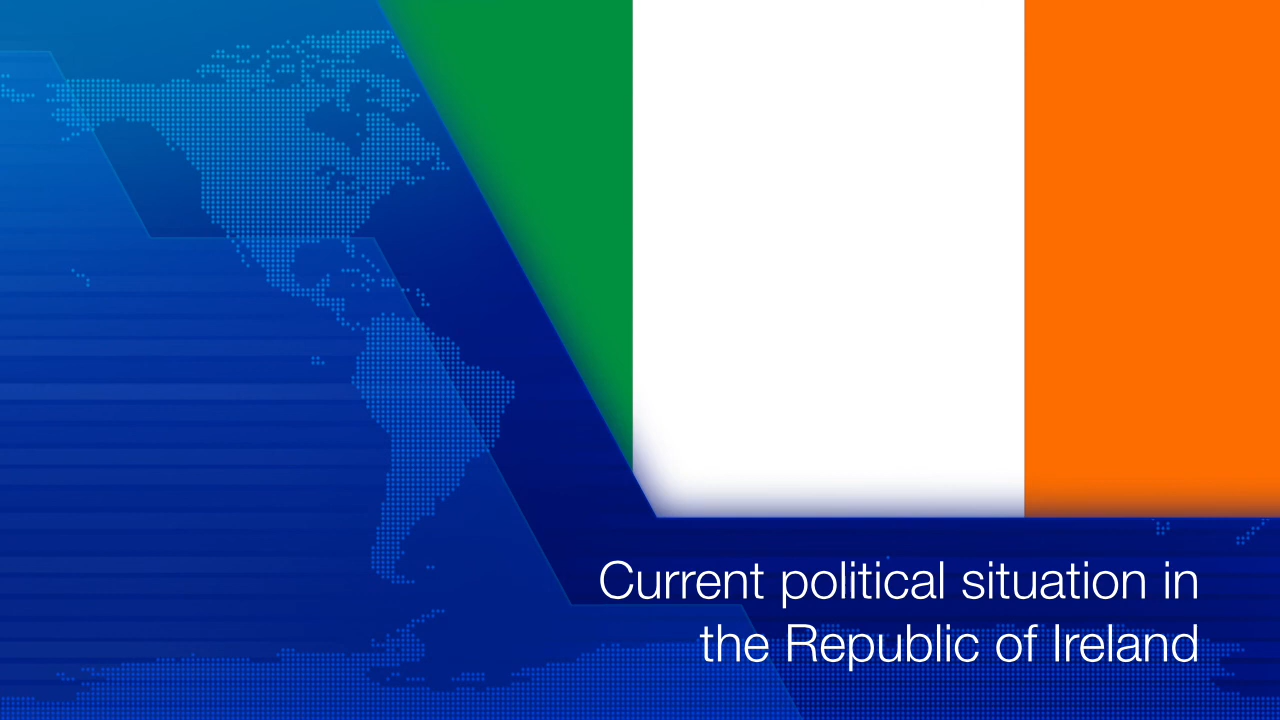 Current political situation in
the Republic of Ireland